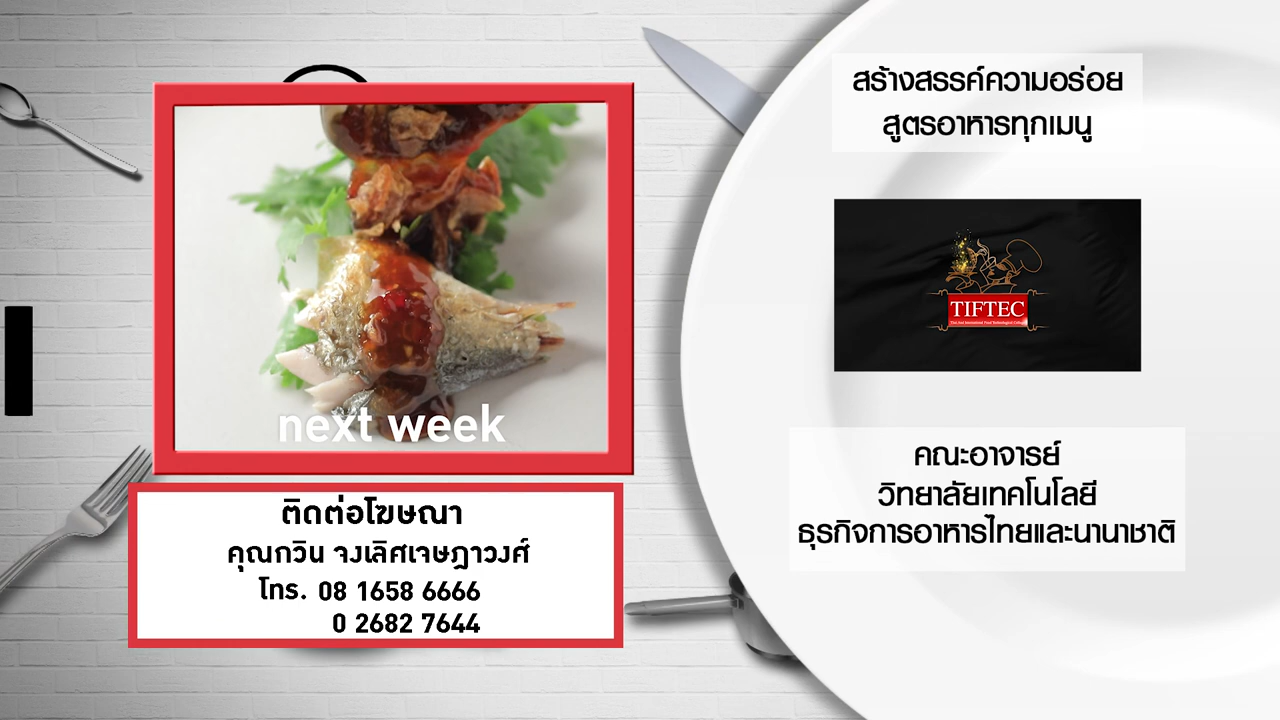 next week
ติดต่อโฆษณา
คุณกวิน จงเลิศเจษฎาวงศ์
โทร. 08 1658 6666
0 2682 7644
สร้างสรรค์ความอร่อย
สูตรอาหารทุกเมนู
TIFTEC
คณะอาจารย์
วิทยาลัยเทคโนโลยี
ธุรกิจการอาหารไทยและนานาชาติ